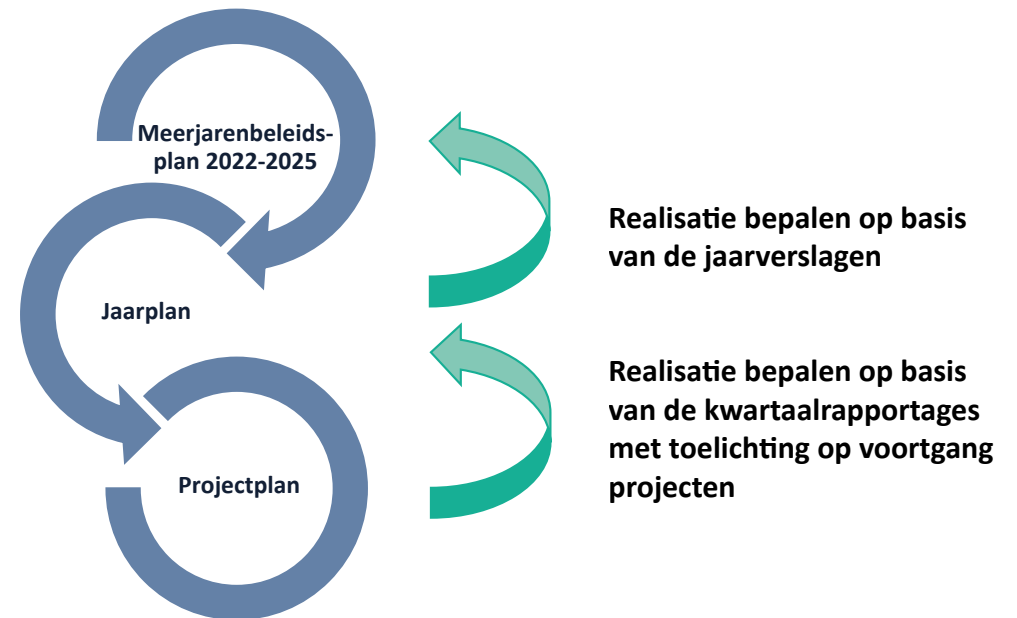 Meerjarenbeleids-
plan 2022-2025
Realisatie bepalen op basis
van de jaarverslagen
Jaarplan
Realisatie bepalen op basis
van de kwartaalrapportages
met toelichting op voortgang
projecten
Projectplan